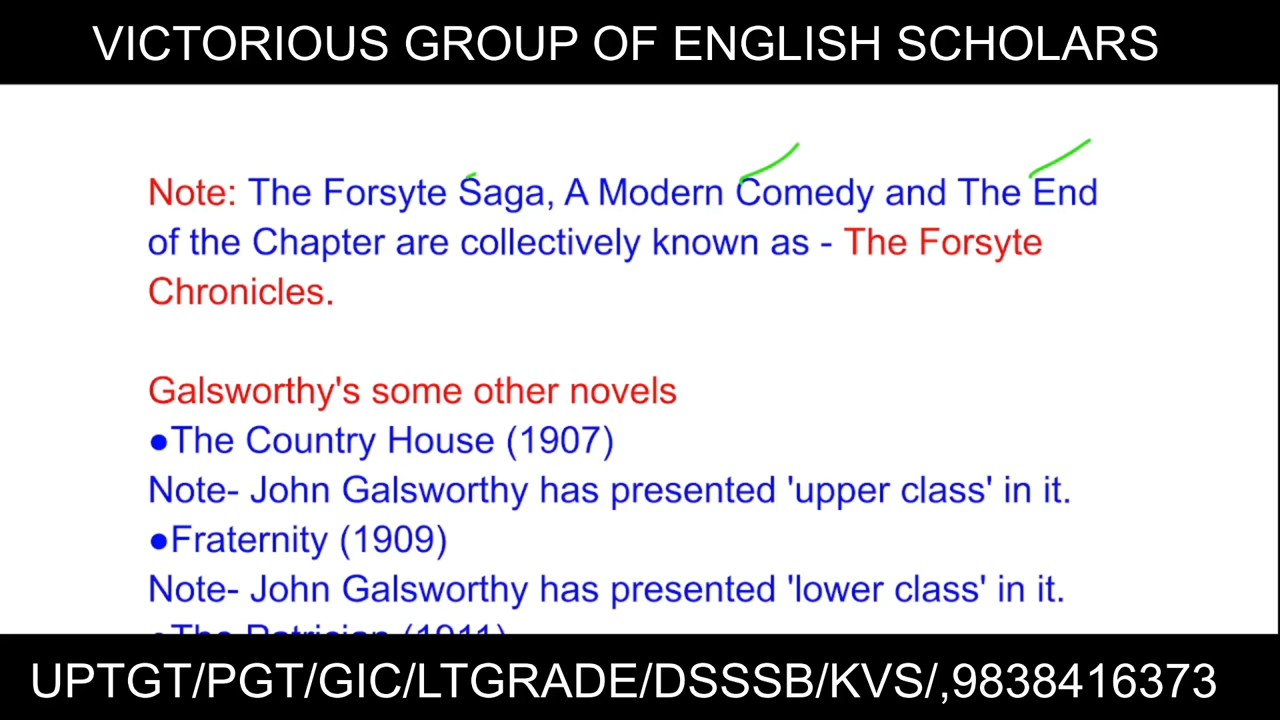 VICTORIOUS GROUP OF ENGLISH SCHOLARS
Note: The Forsyte Saga, A Modern Comedy and The End
of the Chapter are collectively known as - The Forsyte
Chronicles.
Galsworthy's some other novels
●The Country House (1907)
Note- John Galsworthy has presented 'upper class' in it.
●Fraternity (1909)
Note- John Galsworthy has presented 'lower class' in it.
●The Patrician (1911)
UPTGT/PGT/GIC/LTGRADE/DSSSB/KVS/,9838416373